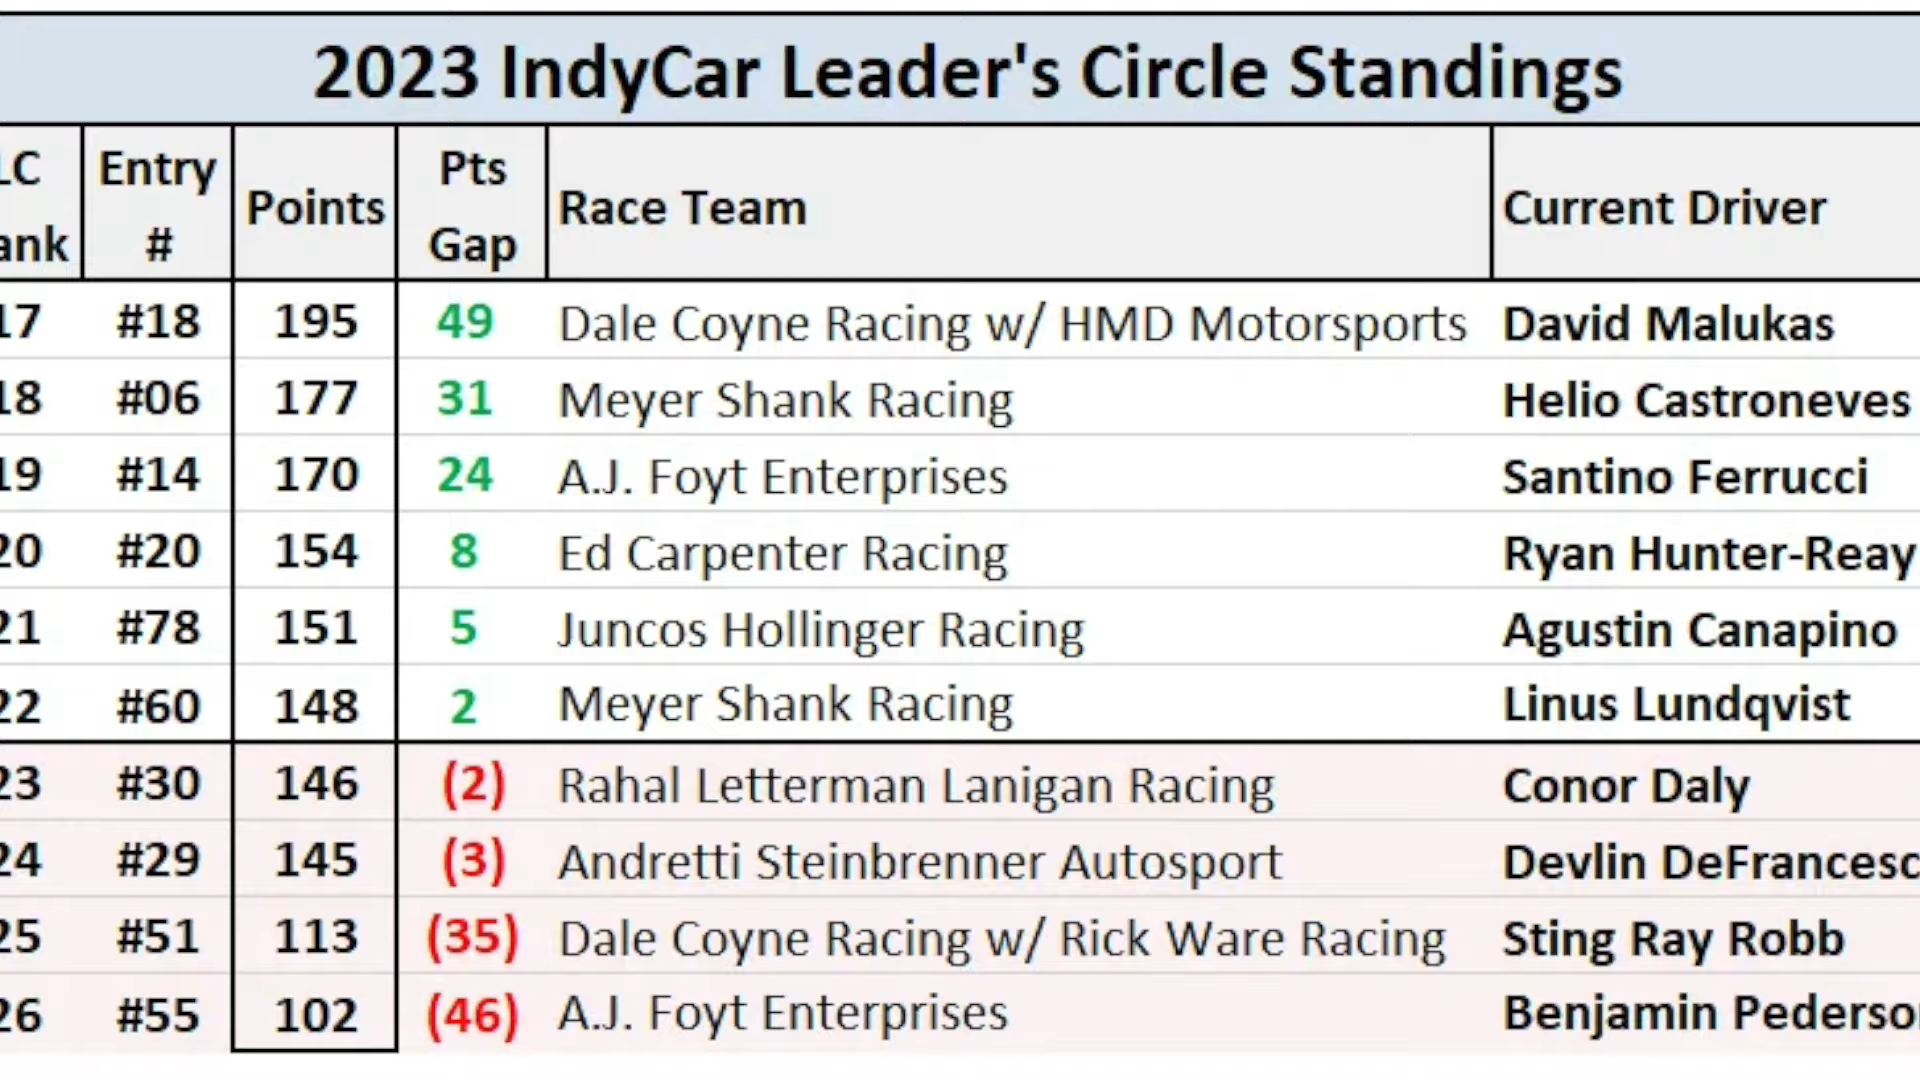 2023 IndyCar Leader's Circle Standings
LC ank Entry # Points Pts Gap Race Team Current Driver
17 #18 195 49 Dale Coyne Racing w/ HMD Motorsports David Malukas
18 #06 177 31 Meyer Shank Racing Helio Castroneves
19 #14 170 24 A.J. Foyt Enterprises Santino Ferrucci
20 #20 154 8 Ed Carpenter Racing Ryan Hunter-Reay
21 #78 151 5 Juncos Hollinger Racing Agustin Canapino
22 #60 148 2 Meyer Shank Racing Linus Lundqvist
23 #30 146 (2) Rahal Letterman Lanigan Racing Conor Daly
24 #29 145 (3) Andretti Steinbrenner Autosport Devlin DeFrancesc
25 #51 113 (35) Dale Coyne Racing w/ Rick Ware Racing Sting Ray Robb
26 #55 102 (46) A.J. Foyt Enterprises Benjamin Pederson